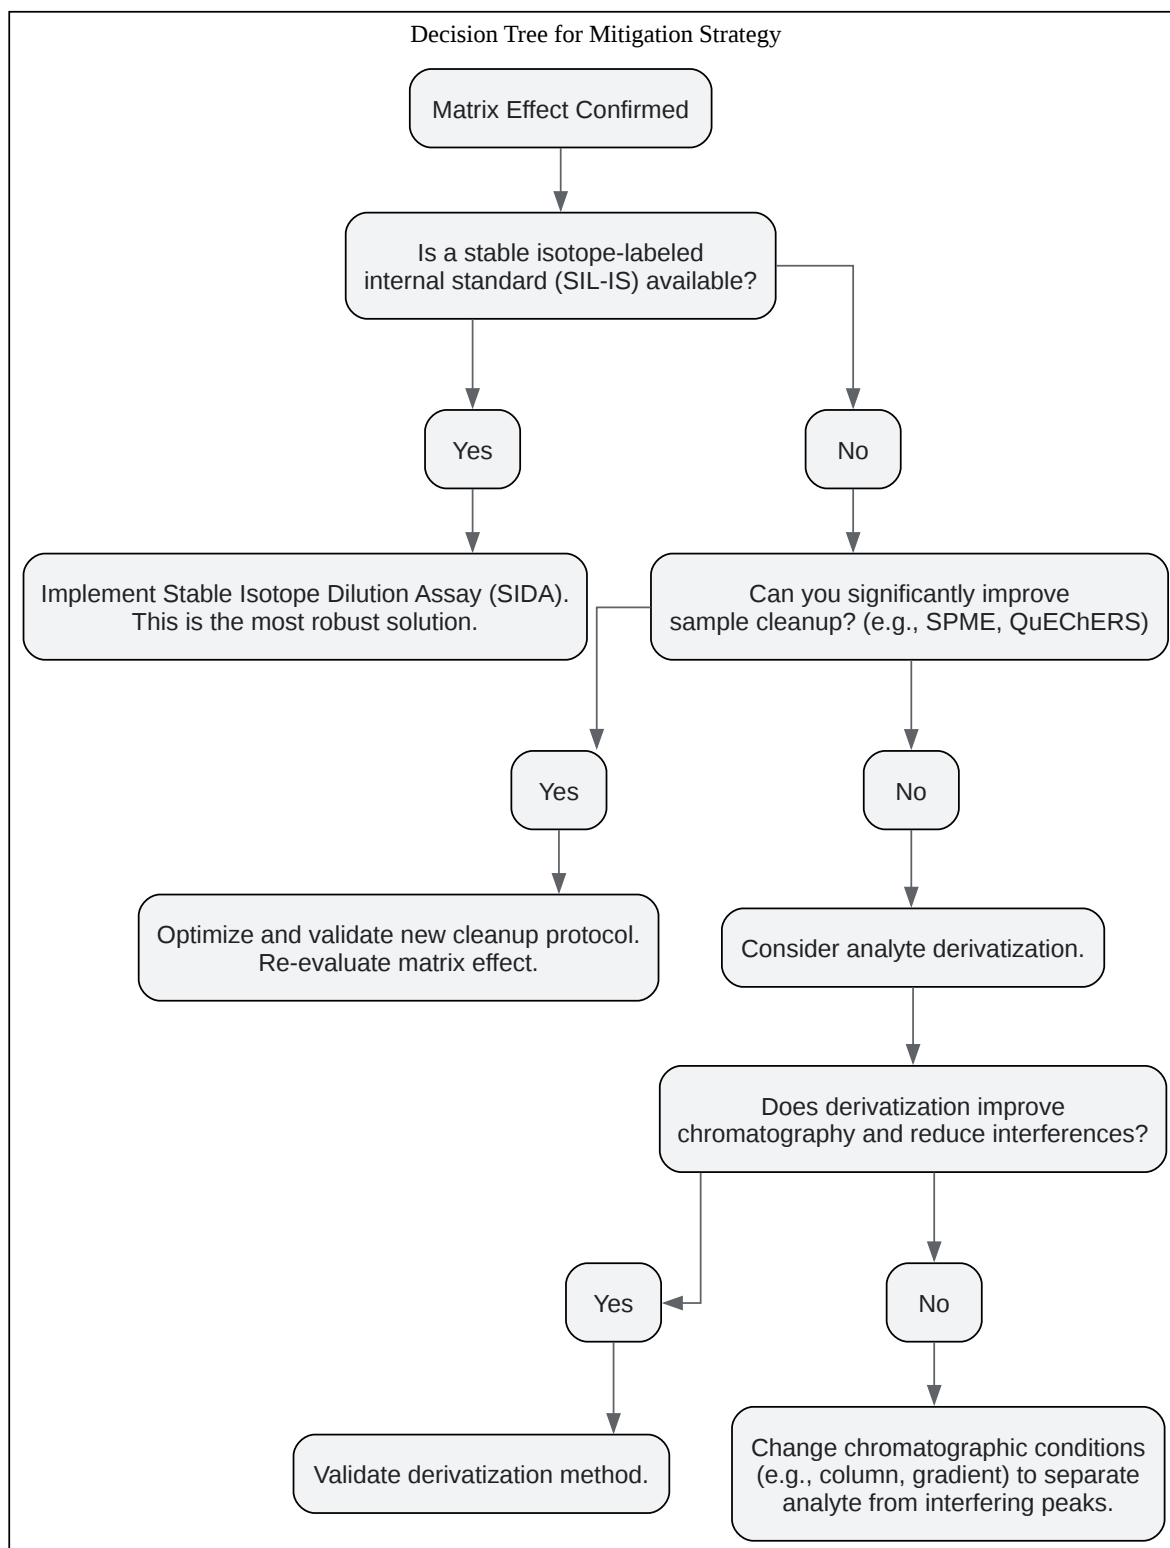 Decision Tree for Mitigation Strategy
Matrix Effect Confirmed
Is a stable isotope-labeled
internal standard (SIL-IS) available?
Yes
No
Implement Stable Isotope Dilution Assay (SIDA).
This is the most robust solution.
Can you significantly improve
sample cleanup? (e.g., SPME, QuEChERS)
Yes
No
Optimize and validate new cleanup protocol.
Re-evaluate matrix effect.
Consider analyte derivatization.
Does derivatization improve
chromatography and reduce interferences?
Yes
No
Validate derivatization method.
Change chromatographic conditions
(e.g., column, gradient) to separate
analyte from interfering peaks.